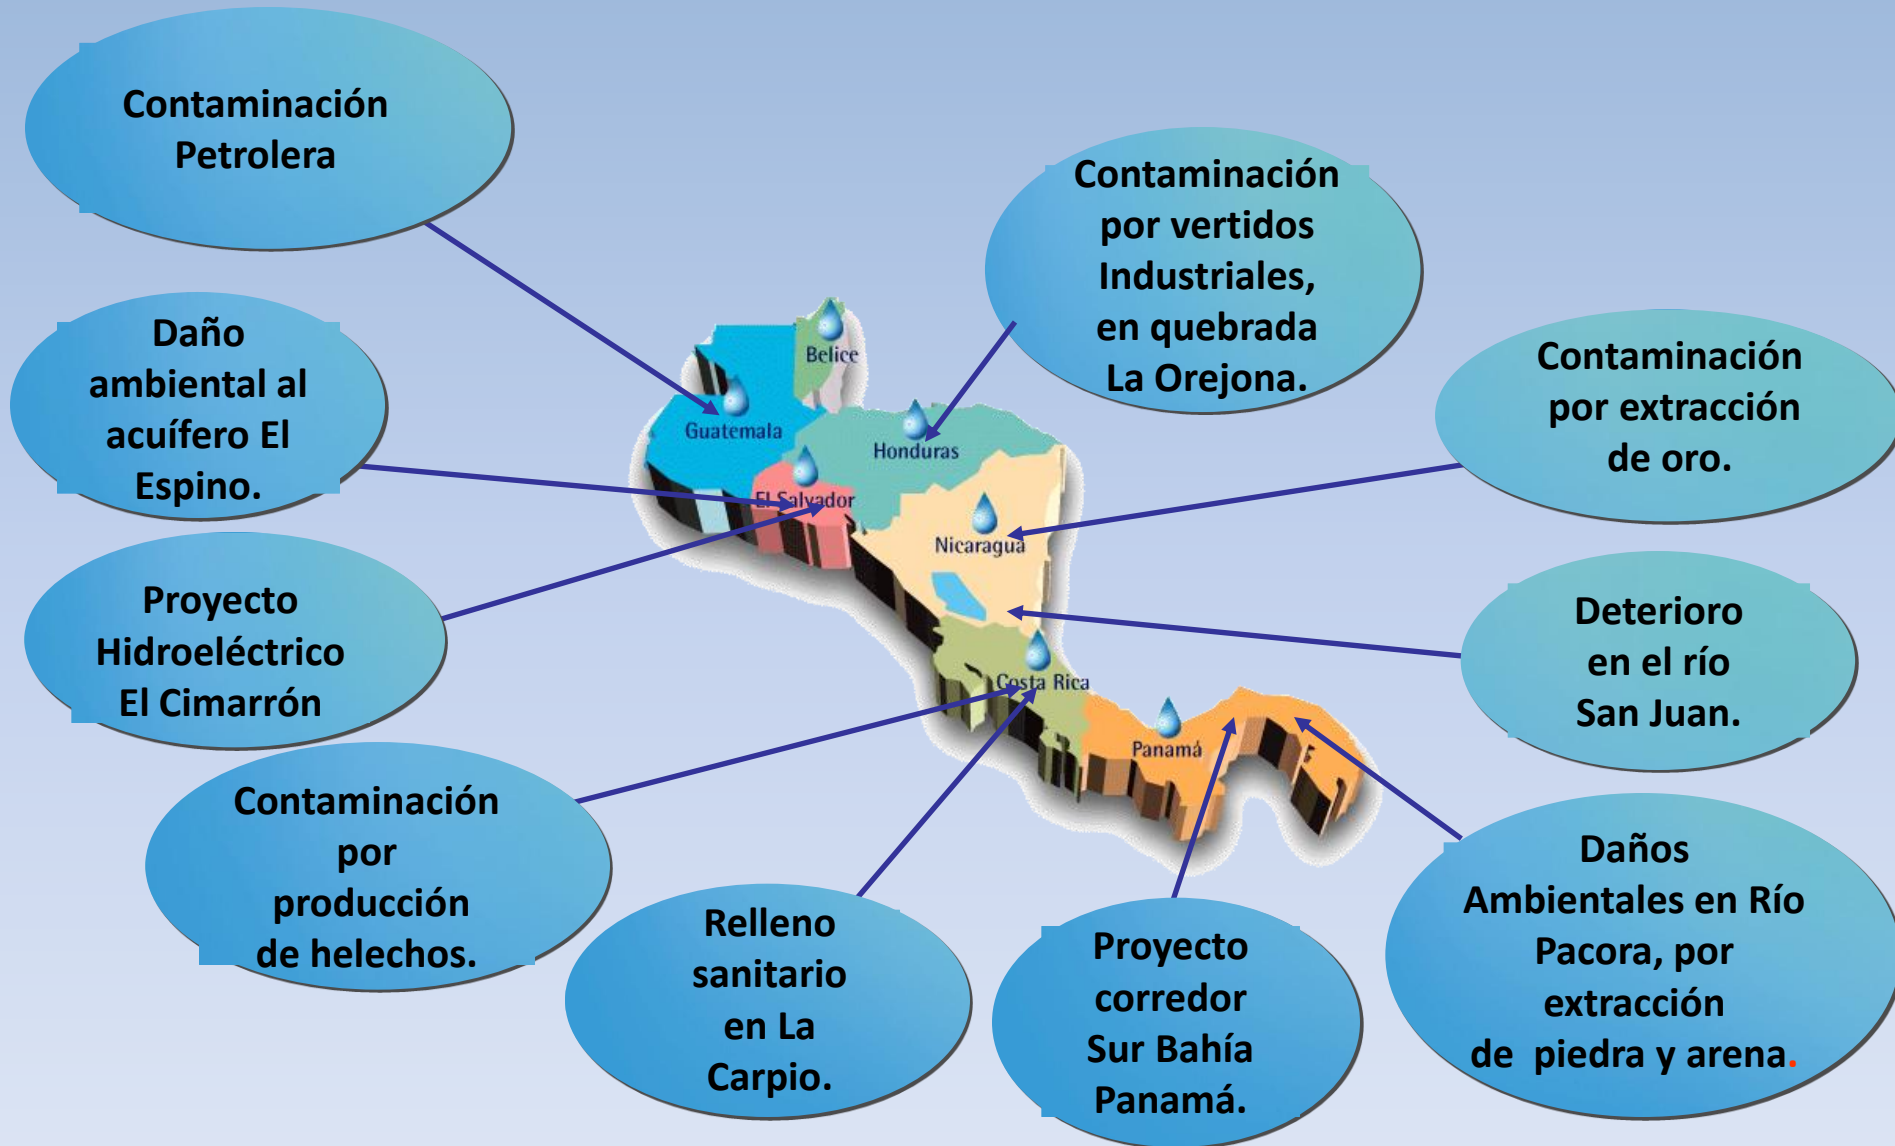 Contaminación
Petrolera
Contaminación
por vertidos
Industriales,
en quebrada
La Orejona.
Daño
ambiental al
acuífero El
Espino.
Contaminación
por extracción
de oro.
Belice
Guatemala
Honduras
El Salvador
Nicaragua
Costa Rica
Panamá
Proyecto
Hidroeléctrico
El Cimarrón
Deterioro
en el río
San Juan.
Contaminación
por
producción
de helechos.
Relleno
sanitario
en La
Carpio.
Proyecto
corredor
Sur Bahía
Panamá.
Daños
Ambientales en Río
Pacora, por
extracción
de piedra y arena.